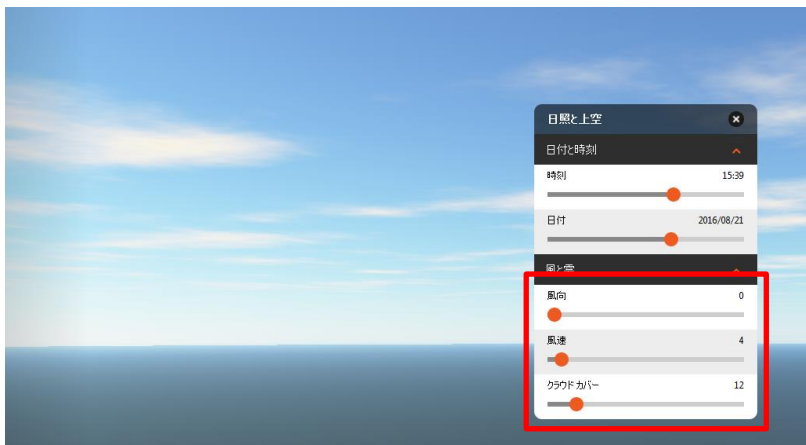 日照と上空
日付と時刻
時刻 15:39
日付 2016/08/21
風と雲
風向 0
風速 4
クラウド カバー 12